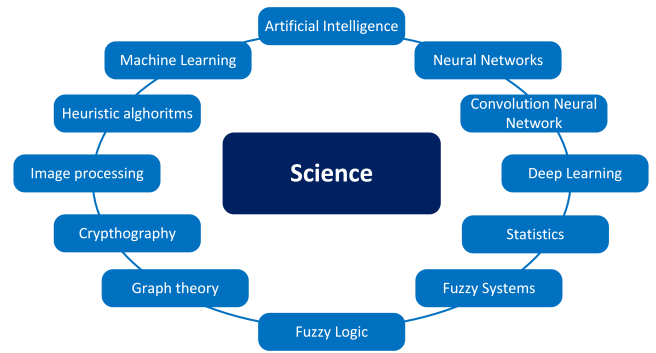 Artificial Intelligence
Machine Learning
Neural Networks
Heuristic alghoritms
Convolution Neural
Network
Image processing
Science
Deep Learning
Crypthography
Statistics
Graph theory
Fuzzy Systems
Fuzzy Logic